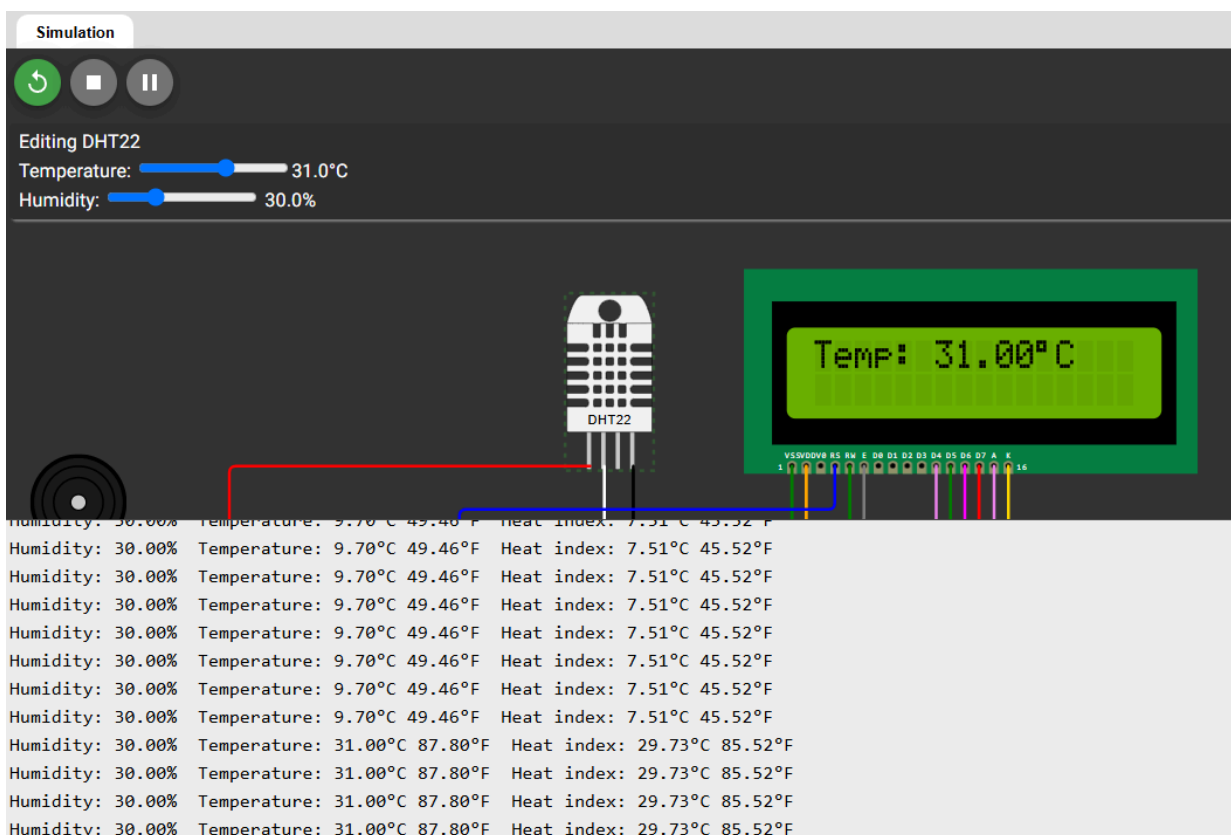 Simulation
Editing DHT22
Temperature: 31.0°C
Humidity: 30.0%
DHT22
Temp: 31.00°C
VSS VDD V0 RS RW E D0 D1 D2 D3 D4 D5 D6 D7 A K
1 16
Humidity: 30.00% Temperature: 9.70°C 49.46°F Heat index: 7.51°C 45.52°F
Humidity: 30.00% Temperature: 9.70°C 49.46°F Heat index: 7.51°C 45.52°F
Humidity: 30.00% Temperature: 9.70°C 49.46°F Heat index: 7.51°C 45.52°F
Humidity: 30.00% Temperature: 9.70°C 49.46°F Heat index: 7.51°C 45.52°F
Humidity: 30.00% Temperature: 9.70°C 49.46°F Heat index: 7.51°C 45.52°F
Humidity: 30.00% Temperature: 9.70°C 49.46°F Heat index: 7.51°C 45.52°F
Humidity: 30.00% Temperature: 9.70°C 49.46°F Heat index: 7.51°C 45.52°F
Humidity: 30.00% Temperature: 9.70°C 49.46°F Heat index: 7.51°C 45.52°F
Humidity: 30.00% Temperature: 31.00°C 87.80°F Heat index: 29.73°C 85.52°F
Humidity: 30.00% Temperature: 31.00°C 87.80°F Heat index: 29.73°C 85.52°F
Humidity: 30.00% Temperature: 31.00°C 87.80°F Heat index: 29.73°C 85.52°F
Humidity: 30.00% Temperature: 31.00°C 87.80°F Heat index: 29.73°C 85.52°F